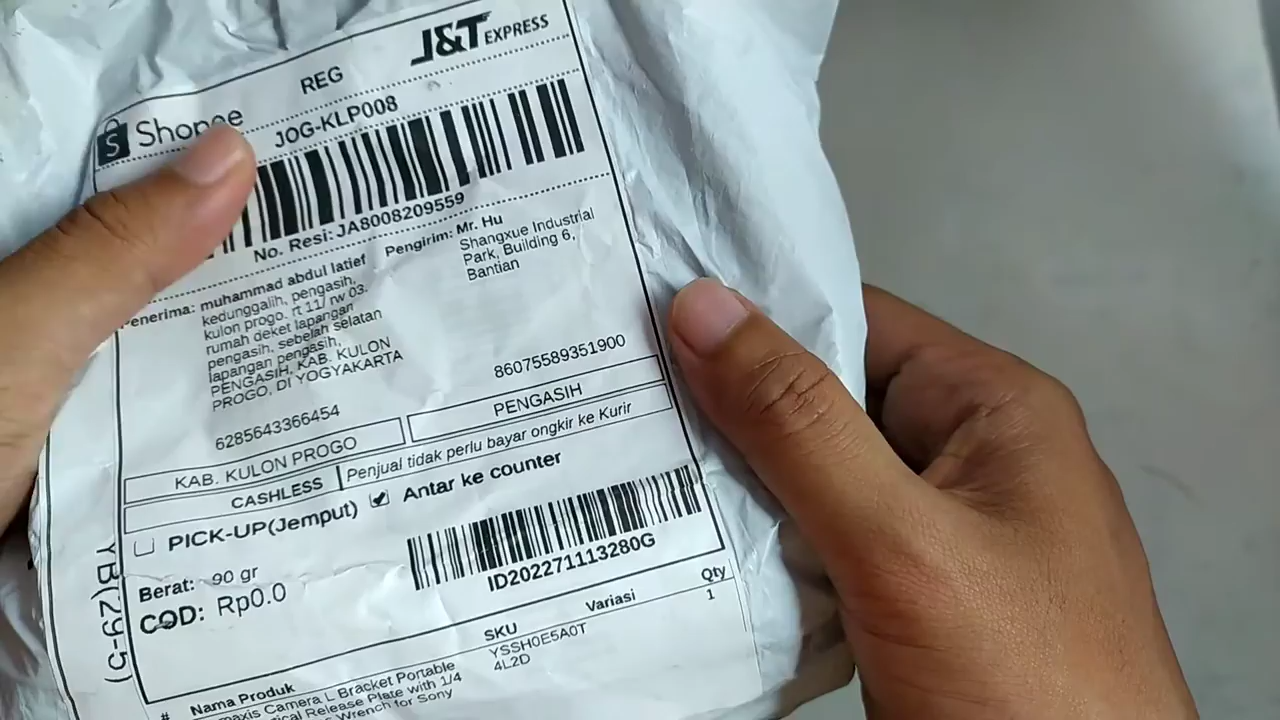 J&T EXPRESS
REG
Shopee
JOG-KLP008
No. Resi: JA8008209559
Penerima: muhammad abdul latief
kedunggalih, pengasih,
kulon progo. rt 11/ rw 03.
rumah deket lapangan
pengasih, sebelah selatan
lapangan pengasih,
PENGASIH, KAB. KULON
PROGO, DI YOGYAKARTA
6285643366454
Pengirim: Mr. Hu
Shangxue Industrial
Park, Building 6,
Bantian
86075589351900
KAB. KULON PROGO
PENGASIH
CASHLESS
Penjual tidak perlu bayar ongkir ke Kurir
PICK-UP(Jemput)
Antar ke counter
Berat: 90 gr
COD: Rp0.0
ID202271113280G
YB(29-5)
# Nama Produk SKU Variasi Qty
Camera L Bracket Portable YSSH0E5A0T 1
Release Plate with 1/4 4L2D
Wrench for Sony